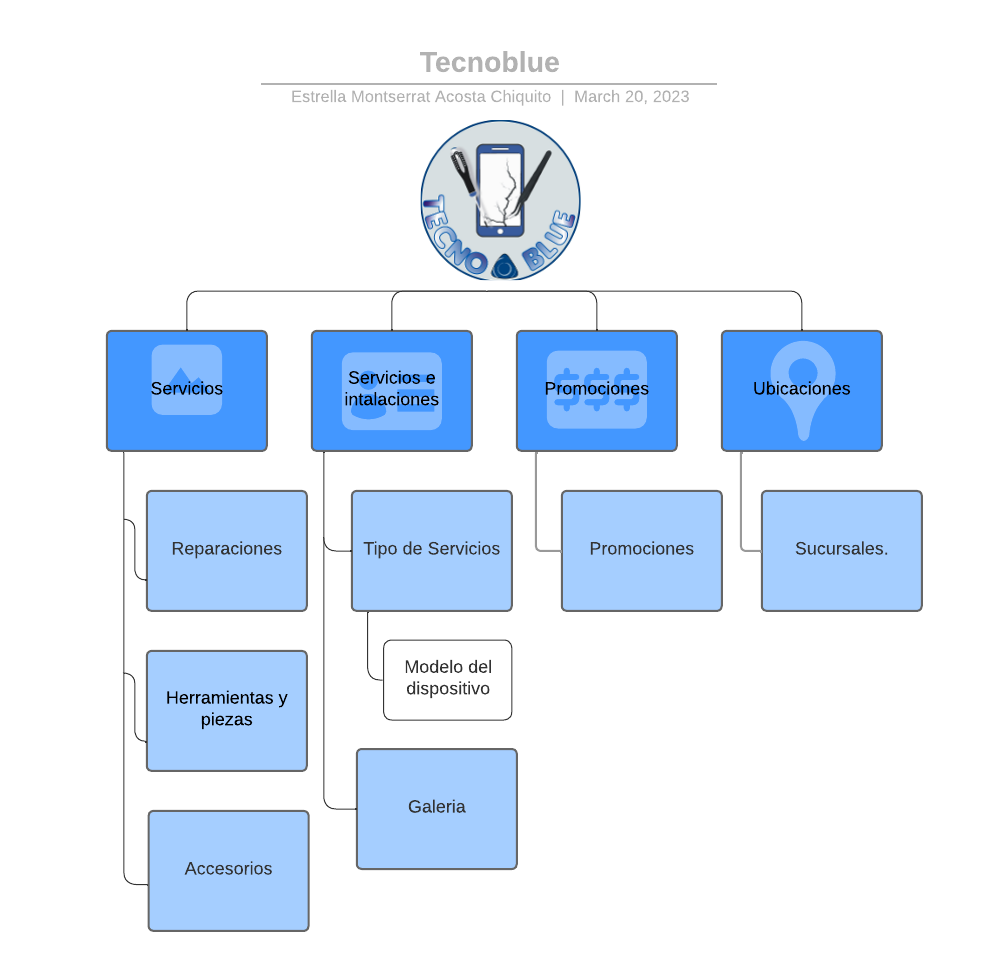 Tecnoblue
Estrella Montserrat Acosta Chiquito | March 20, 2023
TECNO BLUE
Servicios
Servicios e
intalaciones
$$$
Promociones
Ubicaciones
Reparaciones
Tipo de Servicios
Promociones
Sucursales.
Modelo del
dispositivo
Herramientas y
piezas
Galeria
Accesorios